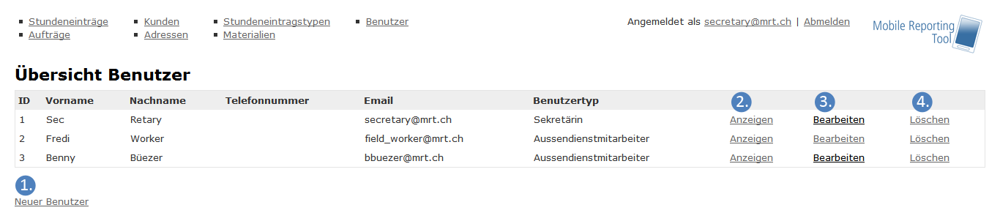 Stundeneinträge Kunden Stundeneintragstypen Benutzer Angemeldet als secretary@mrt.ch | Abmelden
Aufträge Adressen Materialien
Mobile Reporting
Tool
Übersicht Benutzer
ID Vorname Nachname Telefonnummer Email Benutzertyp 2. 3. 4.
1 Sec Retary secretary@mrt.ch Sekretärin Anzeigen Bearbeiten Löschen
2 Fredi Worker field_worker@mrt.ch Aussendienstmitarbeiter Anzeigen Bearbeiten Löschen
3 Benny Büezer bbuezer@mrt.ch Aussendienstmitarbeiter Anzeigen Bearbeiten Löschen
1.
Neuer Benutzer